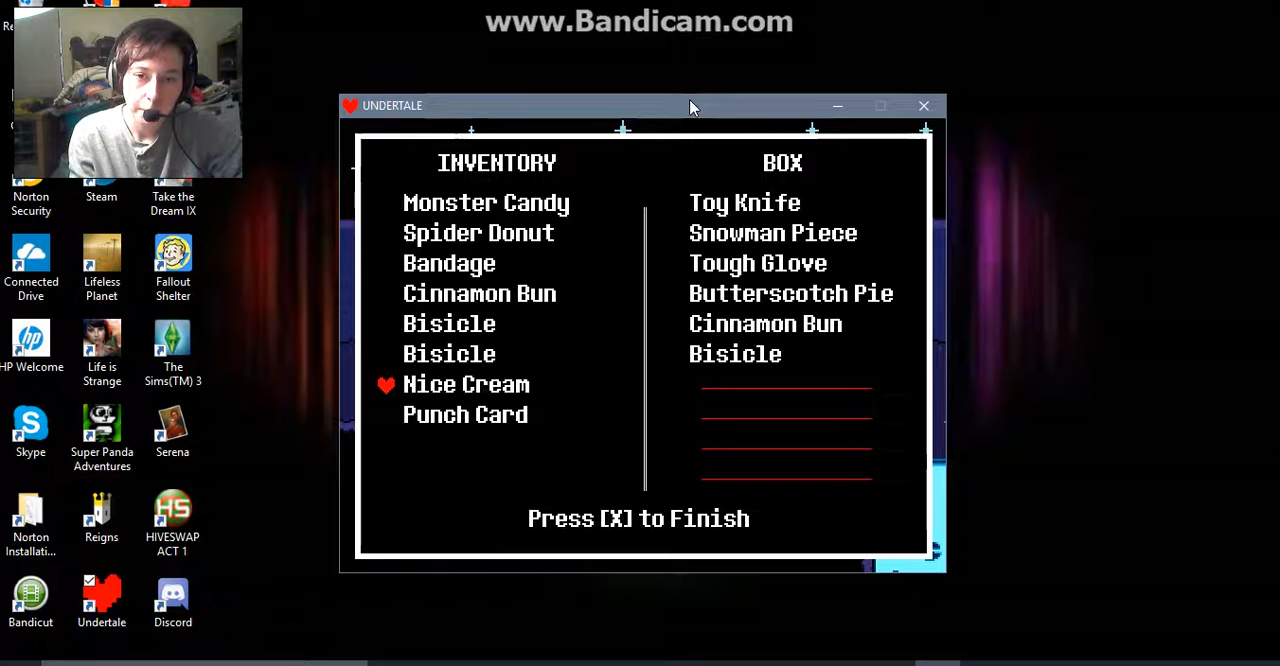 www.Bandicam.com
UNDERTALE
INVENTORY
BOX
Monster Candy
Toy Knife
Spider Donut
Snowman Piece
Bandage
Tough Glove
Cinnamon Bun
Butterscotch Pie
Bisicle
Cinnamon Bun
Bisicle
Bisicle
Nice Cream
Punch Card
Press [X] to Finish
Norton
Security
Steam
Take the
Dream IX
Connected
Drive
Lifeless
Planet
Fallout
Shelter
HP Welcome
Life is
Strange
The
Sims(TM) 3
Skype
Super Panda
Adventures
Serena
Norton
Installati...
Reigns
HIVESWAP
ACT 1
Bandicut
Undertale
Discord